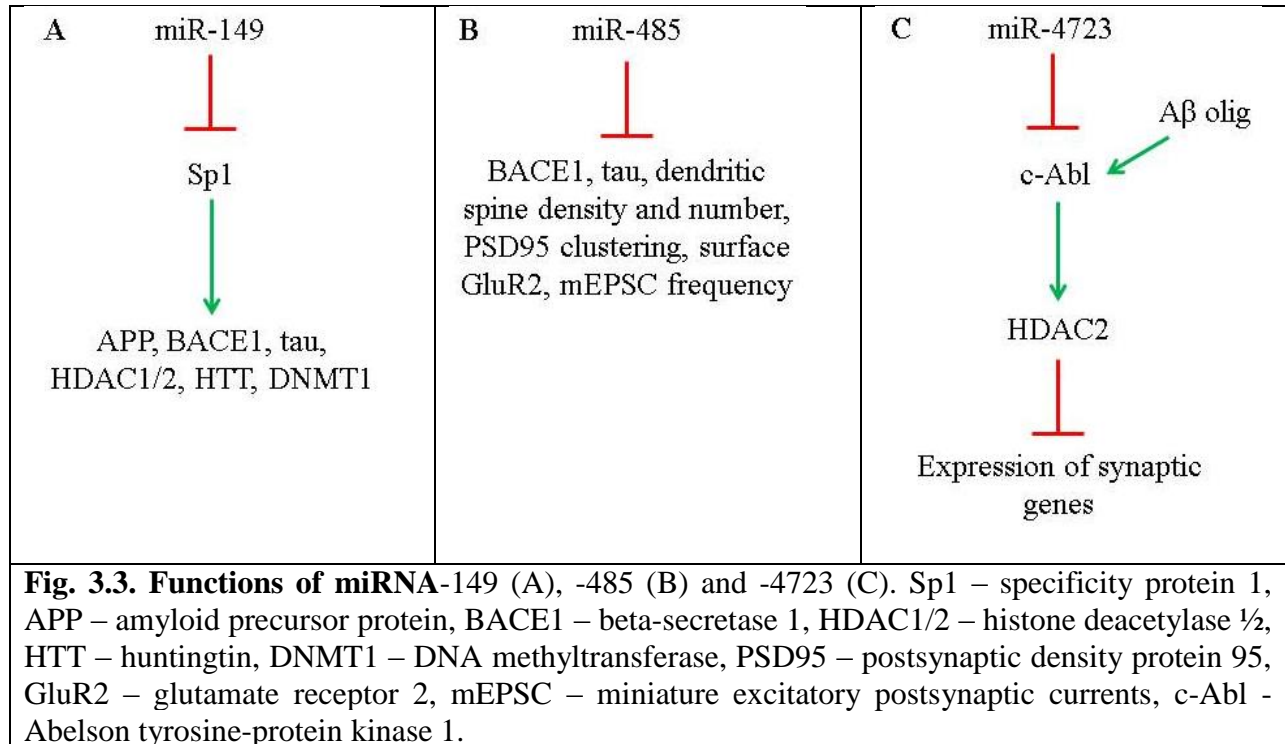 A miR-149
Sp1
APP, BACE1, tau,
HDAC1/2, HTT, DNMT1
B miR-485
BACE1, tau, dendritic
spine density and number,
PSD95 clustering, surface
GluR2, mEPSC frequency
C miR-4723
Aβ olig
c-Abl
HDAC2
Expression of synaptic
genes
Fig. 3.3. Functions of miRNA-149 (A), -485 (B) and -4723 (C). Sp1 – specificity protein 1,
APP – amyloid precursor protein, BACE1 – beta-secretase 1, HDAC1/2 – histone deacetylase ½,
HTT – huntingtin, DNMT1 – DNA methyltransferase, PSD95 – postsynaptic density protein 95,
GluR2 – glutamate receptor 2, mEPSC – miniature excitatory postsynaptic currents, c-Abl -
Abelson tyrosine-protein kinase 1.